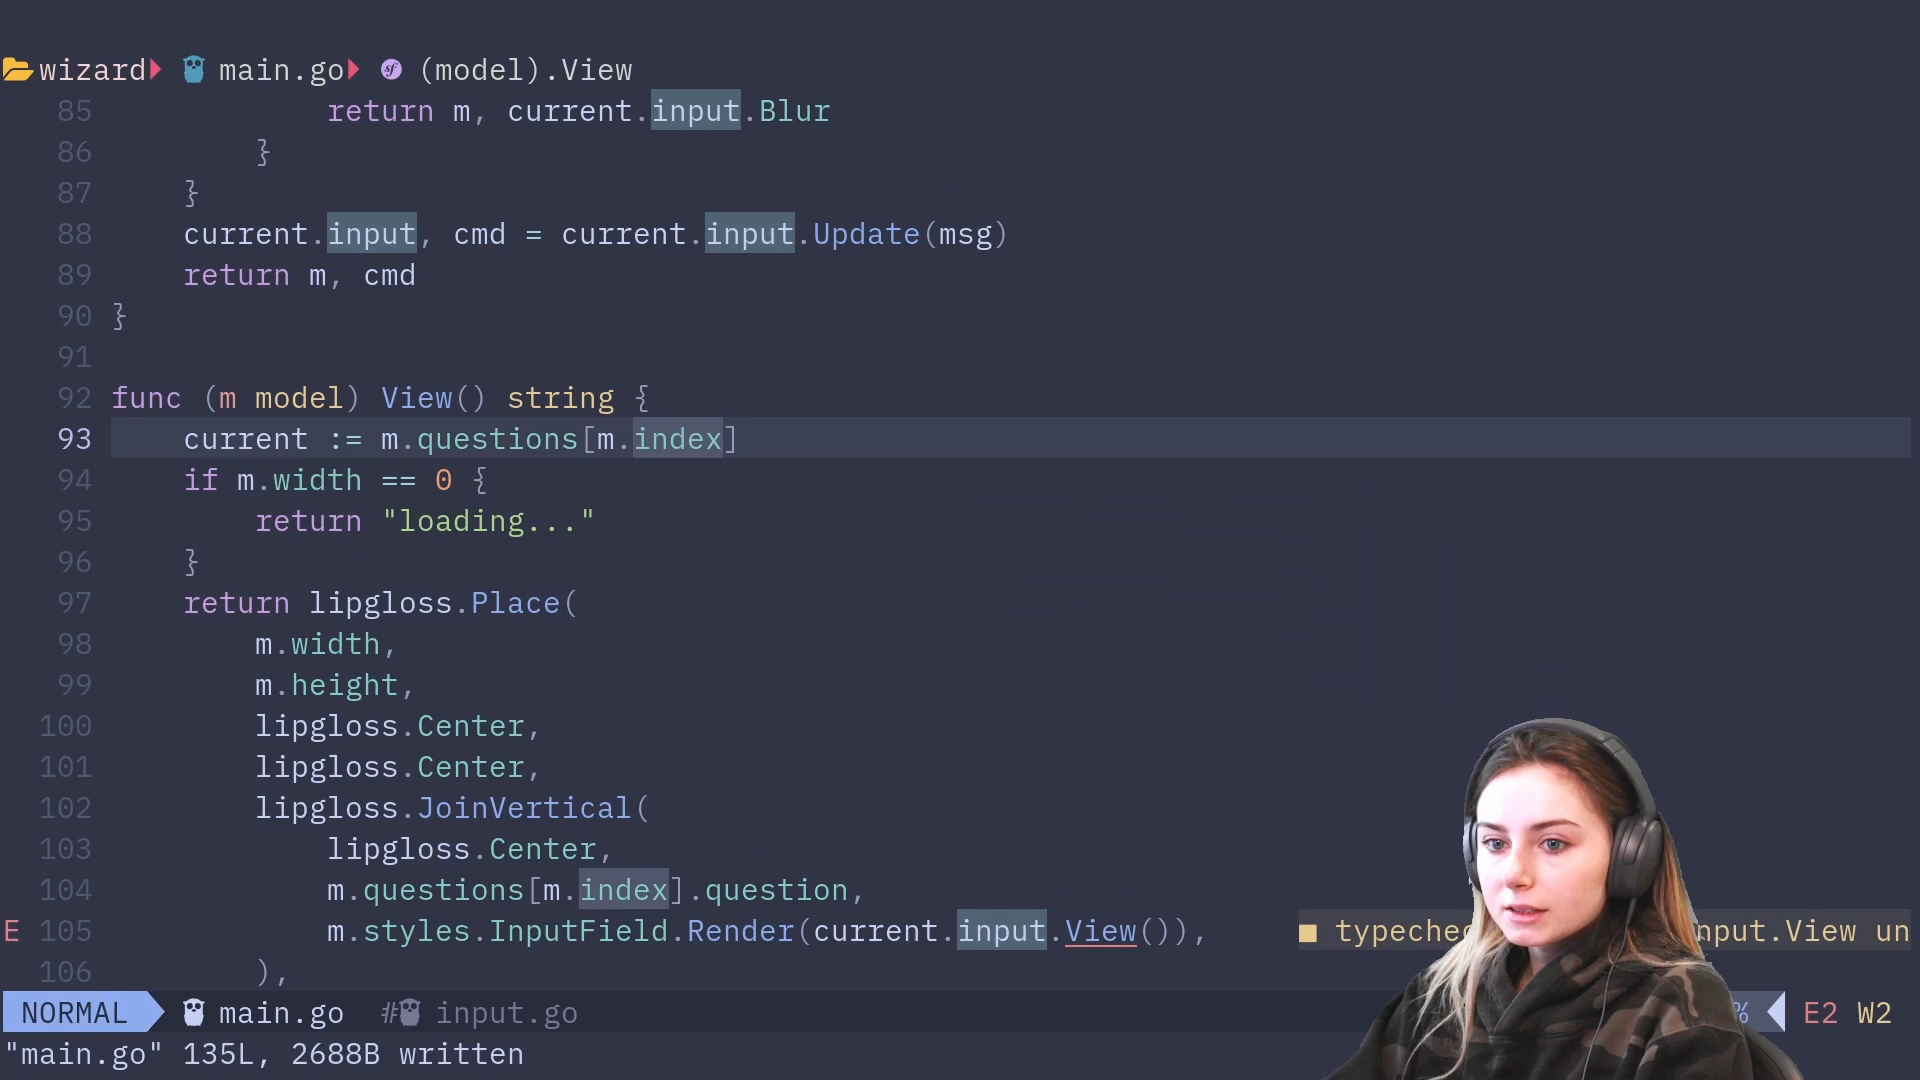 wizard main.go (model).View
85 return m, current.input.Blur
86 }
87 }
88 current.input, cmd = current.input.Update(msg)
89 return m, cmd
90 }
91
92 func (m model) View() string {
93 current := m.questions[m.index]
94 if m.width == 0 {
95 return "loading..."
96 }
97 return lipgloss.Place(
98 m.width,
99 m.height,
100 lipgloss.Center,
101 lipgloss.Center,
102 lipgloss.JoinVertical(
103 lipgloss.Center,
104 m.questions[m.index].question,
E 105 m.styles.InputField.Render(current.input.View()), ■ nput.View un
106 ),
NORMAL main.go # input.go % E2 W2
"main.go" 135L, 2688B written